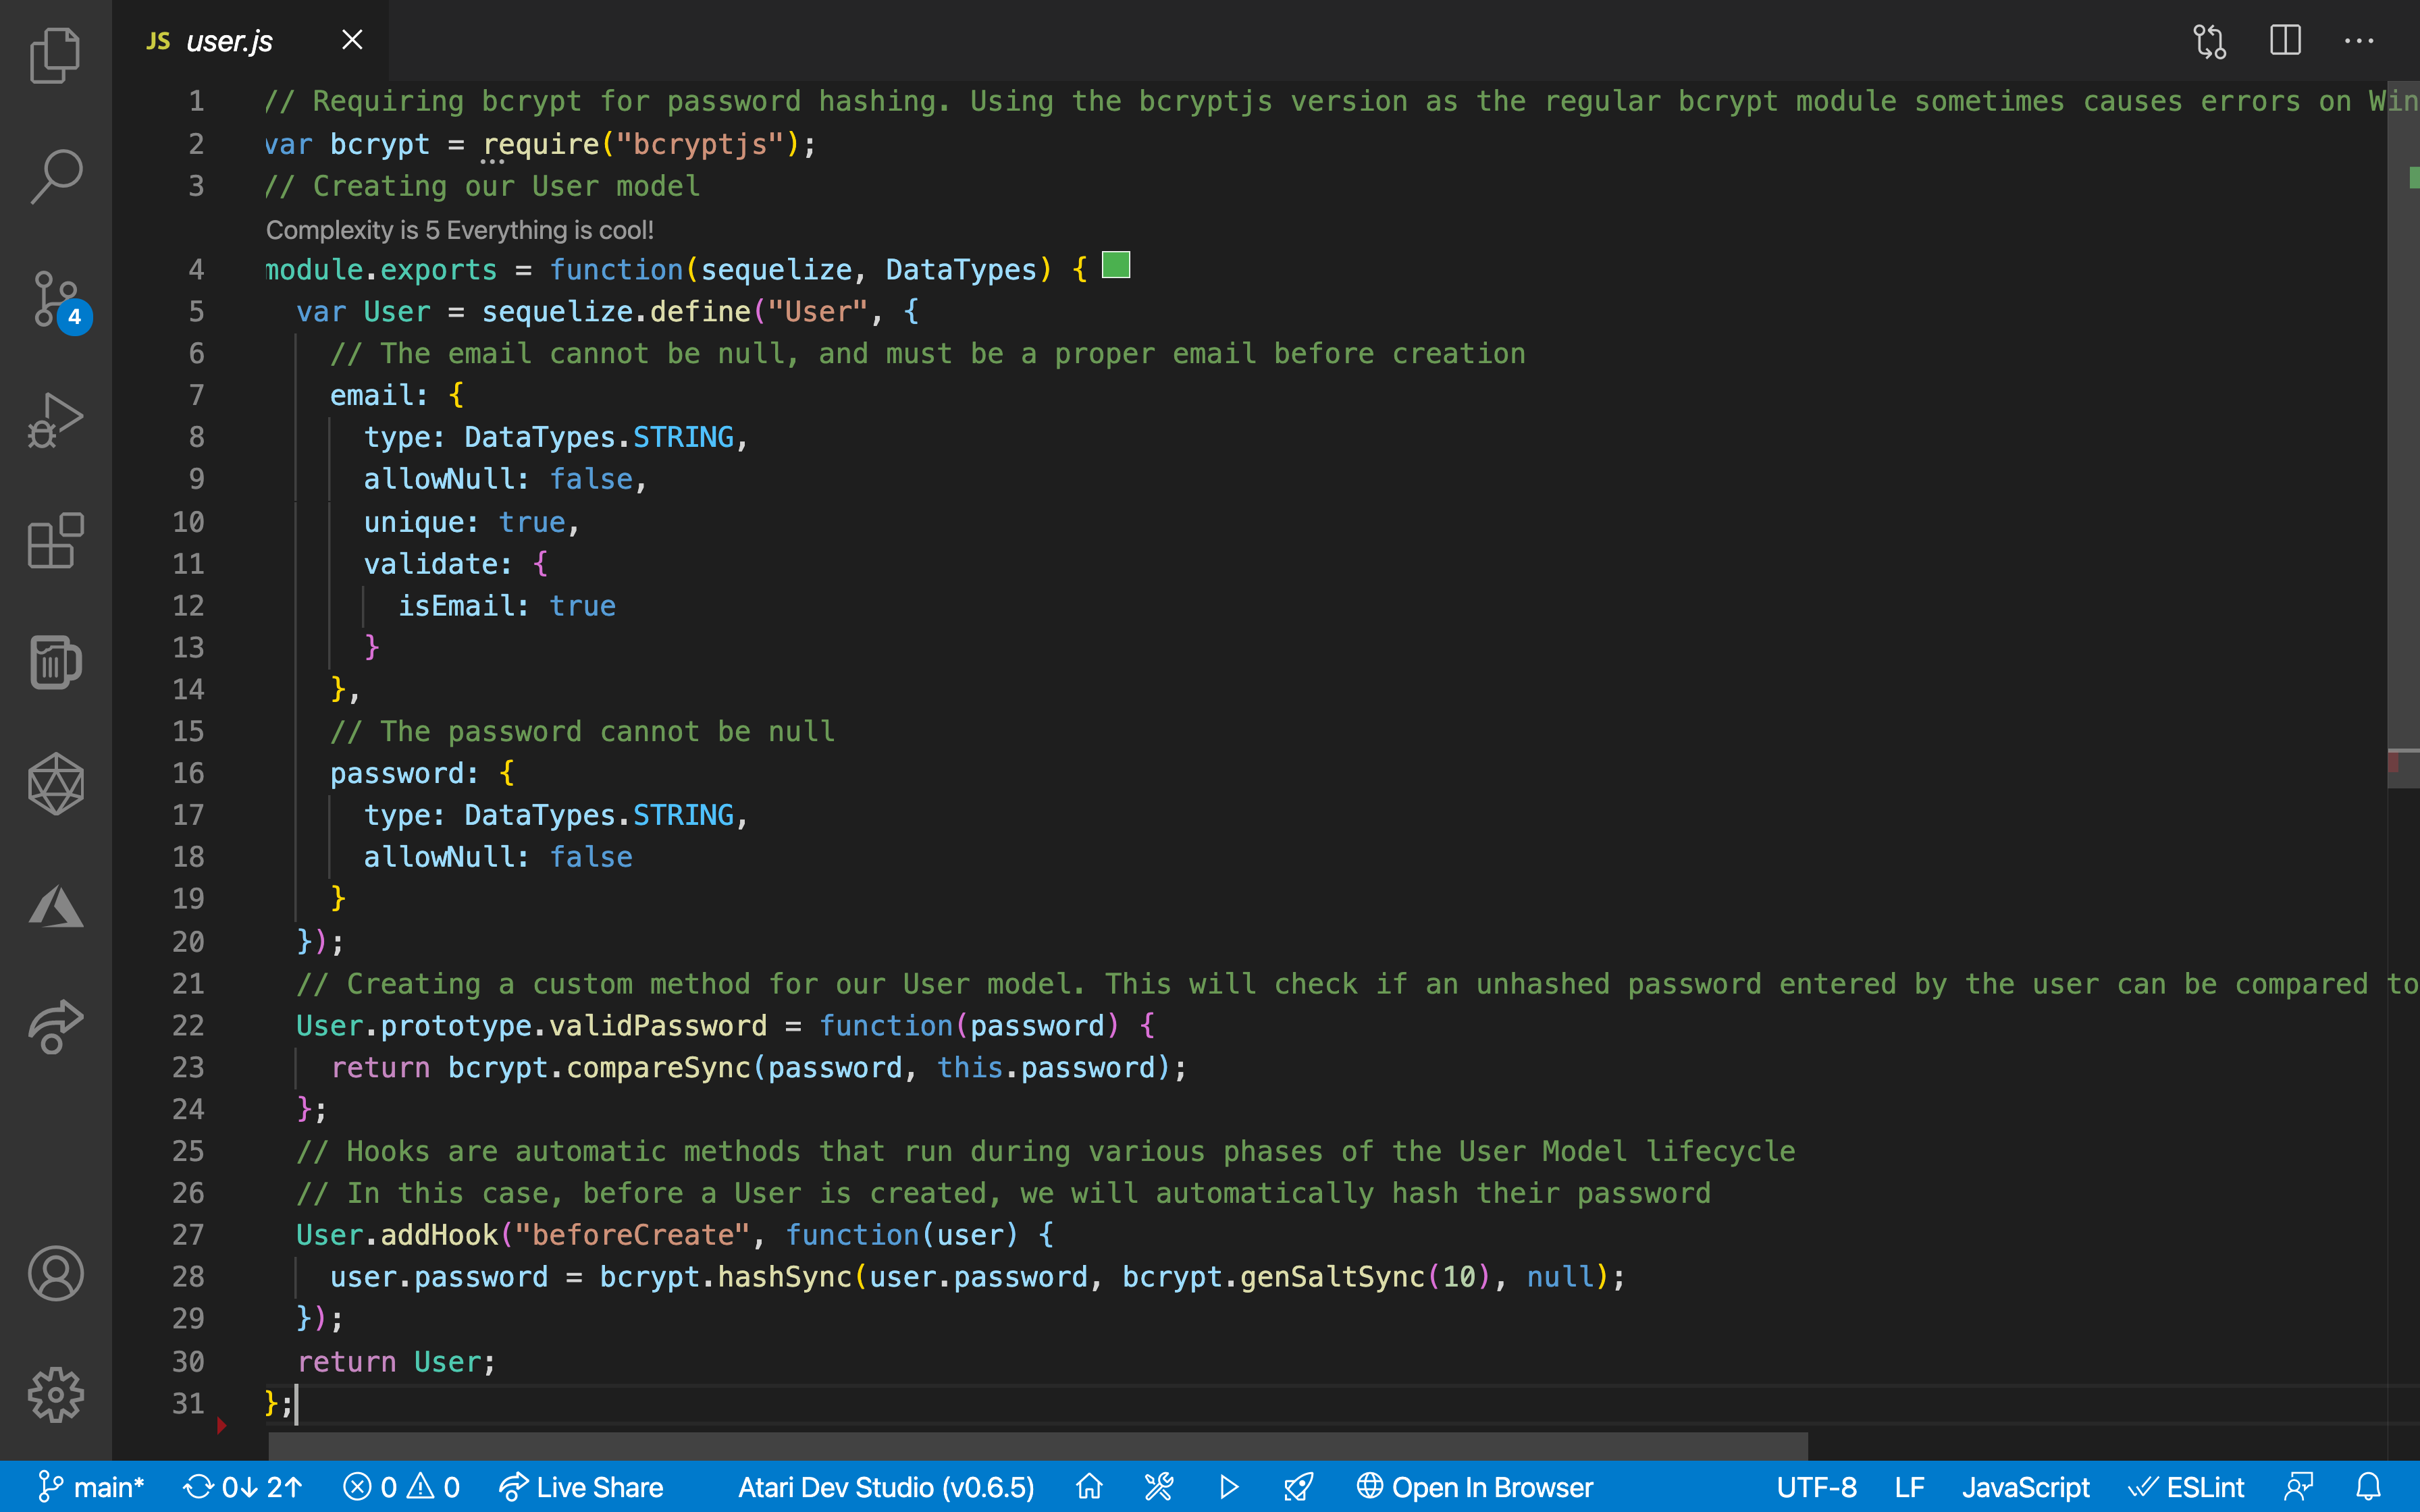 JS user.js
1 // Requiring bcrypt for password hashing. Using the bcryptjs version as the regular bcrypt module sometimes causes errors on Win
2 var bcrypt = require("bcryptjs");
3 // Creating our User model
Complexity is 5 Everything is cool!
4 module.exports = function(sequelize, DataTypes) {
5 var User = sequelize.define("User", {
6 // The email cannot be null, and must be a proper email before creation
7 email: {
8 type: DataTypes.STRING,
9 allowNull: false,
10 unique: true,
11 validate: {
12 isEmail: true
13 }
14 },
15 // The password cannot be null
16 password: {
17 type: DataTypes.STRING,
18 allowNull: false
19 }
20 });
21 // Creating a custom method for our User model. This will check if an unhashed password entered by the user can be compared to
22 User.prototype.validPassword = function(password) {
23 return bcrypt.compareSync(password, this.password);
24 };
25 // Hooks are automatic methods that run during various phases of the User Model lifecycle
26 // In this case, before a User is created, we will automatically hash their password
27 User.addHook("beforeCreate", function(user) {
28 user.password = bcrypt.hashSync(user.password, bcrypt.genSaltSync(10), null);
29 });
30 return User;
31 };
4
main* 0↓ 2↑ 0 0 Live Share Atari Dev Studio (v0.6.5) Open In Browser UTF-8 LF JavaScript ESLint